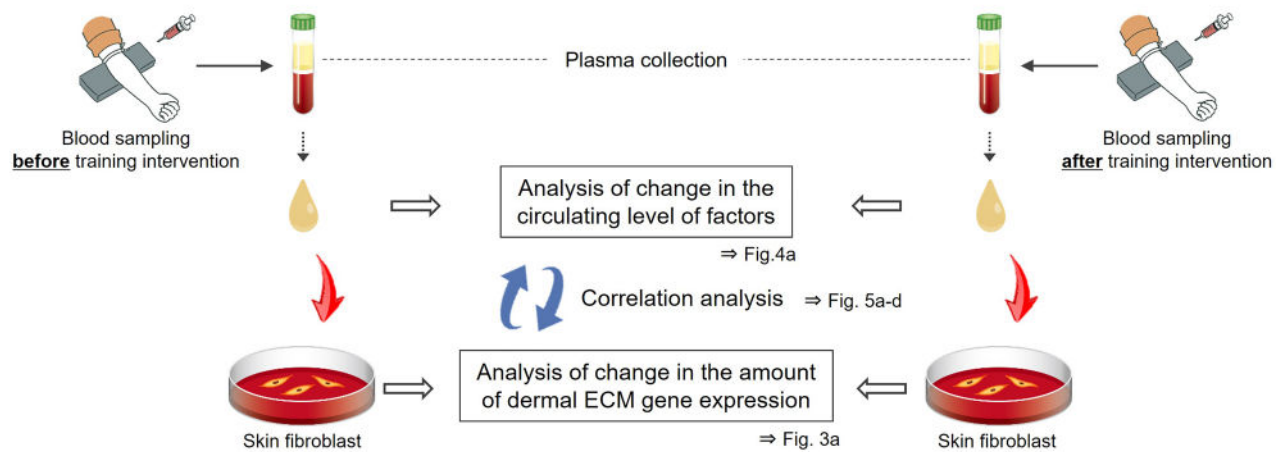 Plasma collection
Blood sampling
before training intervention
Blood sampling
after training intervention
Analysis of change in the
circulating level of factors
⇒ Fig.4a
Correlation analysis ⇒ Fig. 5a-d
Analysis of change in the amount
of dermal ECM gene expression
⇒ Fig. 3a
Skin fibroblast
Skin fibroblast